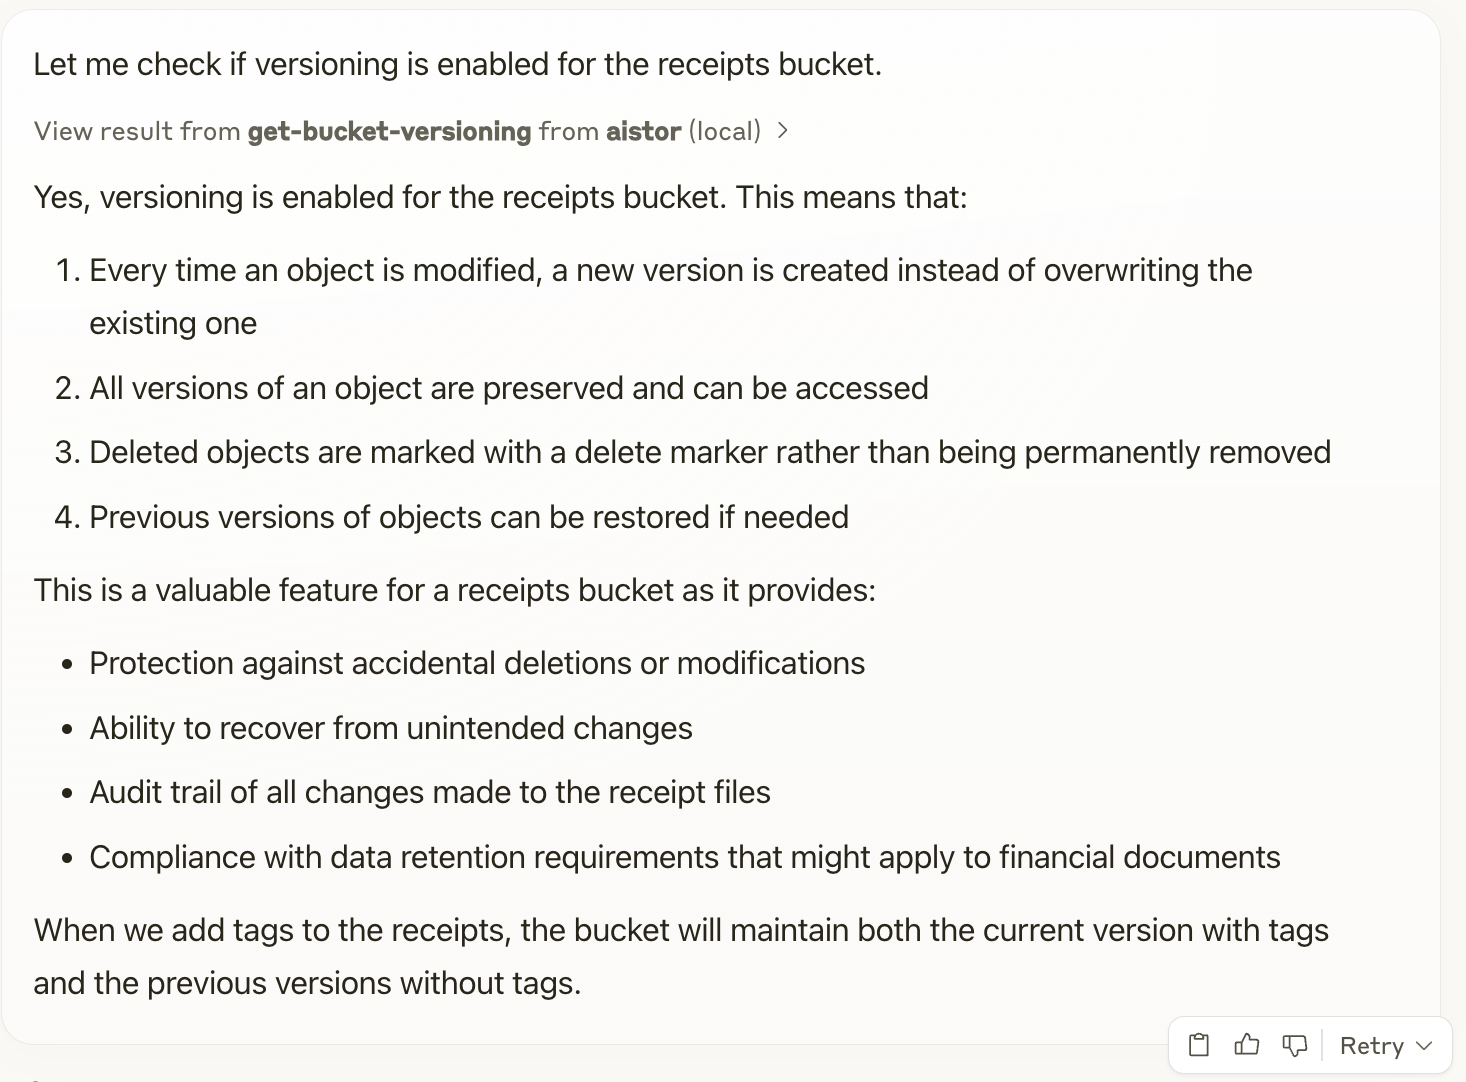 Let me check if versioning is enabled for the receipts bucket.
View result from get-bucket-versioning from aistor (local) >
Yes, versioning is enabled for the receipts bucket. This means that:
1. Every time an object is modified, a new version is created instead of overwriting the
existing one
2. All versions of an object are preserved and can be accessed
3. Deleted objects are marked with a delete marker rather than being permanently removed
4. Previous versions of objects can be restored if needed
This is a valuable feature for a receipts bucket as it provides:
• Protection against accidental deletions or modifications
• Ability to recover from unintended changes
• Audit trail of all changes made to the receipt files
• Compliance with data retention requirements that might apply to financial documents
When we add tags to the receipts, the bucket will maintain both the current version with tags
and the previous versions without tags.
Retry